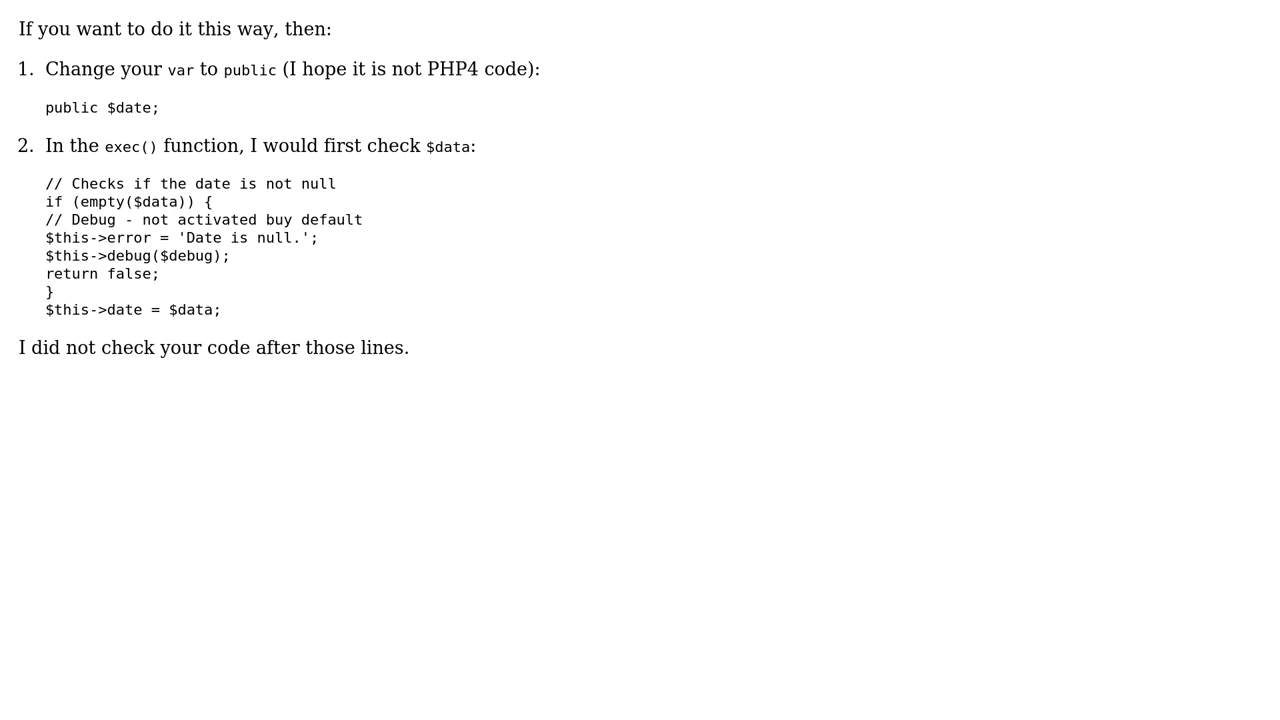 If you want to do it this way, then:
1. Change your var to public (I hope it is not PHP4 code):
public $date;
2. In the exec() function, I would first check $data:
// Checks if the date is not null
if (empty($data)) {
// Debug - not activated buy default
$this->error = 'Date is null.';
$this->debug($debug);
return false;
}
$this->date = $data;
I did not check your code after those lines.